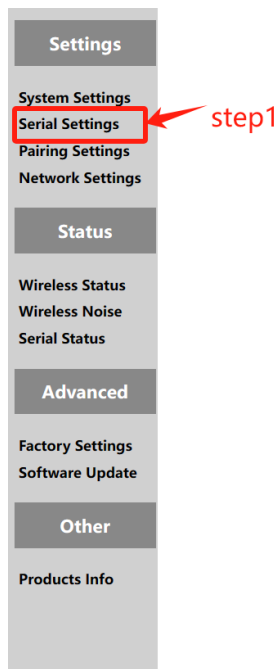 Settings
System Settings
Serial Settings
step1
Pairing Settings
Network Settings
Status
Wireless Status
Wireless Noise
Serial Status
Advanced
Factory Settings
Software Update
Other
Products Info